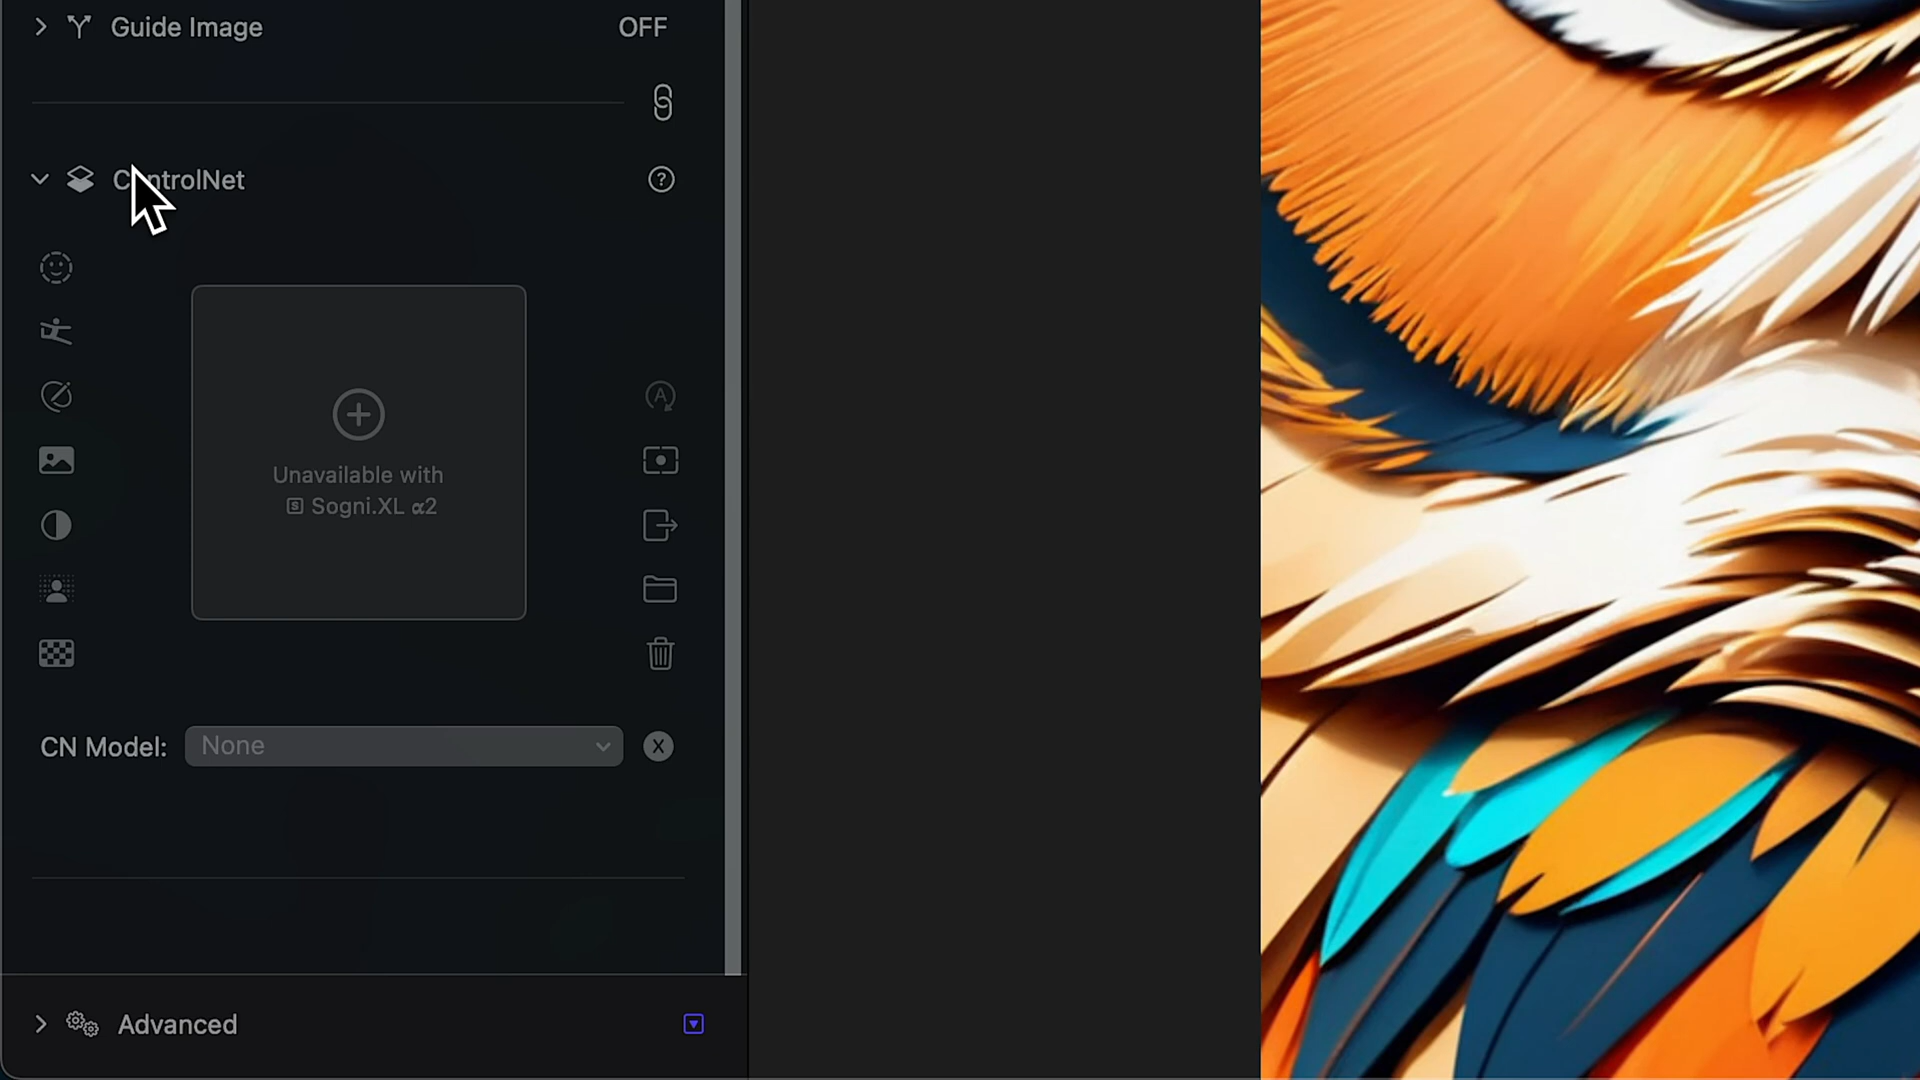 Guide Image OFF
ControlNet
Unavailable with
Sogni.XL α2
CN Model: None
Advanced